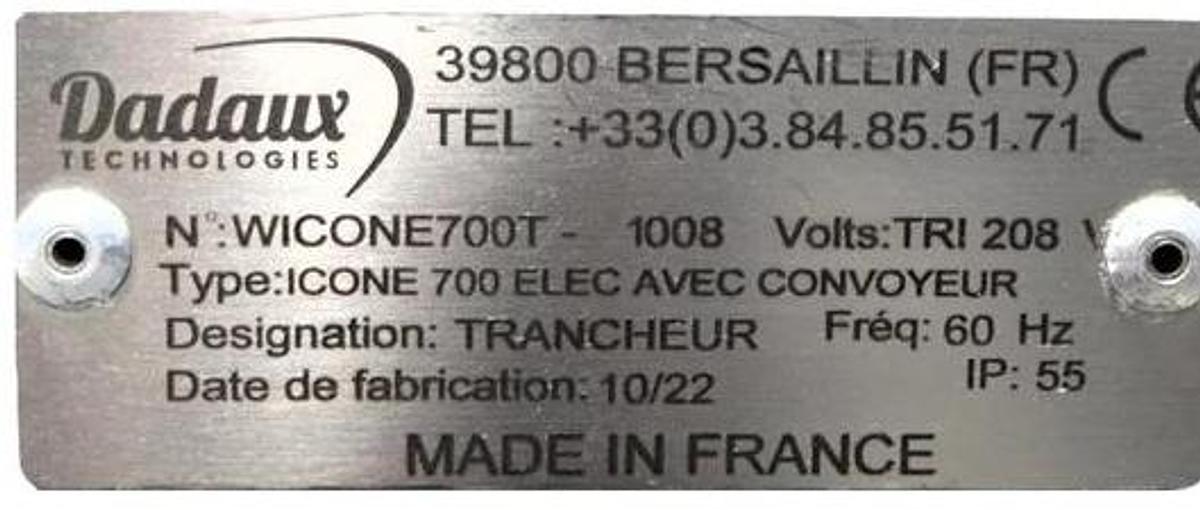 Dadaux
TECHNOLOGIES
39800 BERSAILLIN (FR)
TEL :+33(0)3.84.85.51.71
CE
N°:WICONE700T - 1008 Volts:TRI 208 V
Type:ICONE 700 ELEC AVEC CONVOYEUR
Designation: TRANCHEUR Fréq: 60 Hz
IP: 55
Date de fabrication: 10/22
MADE IN FRANCE